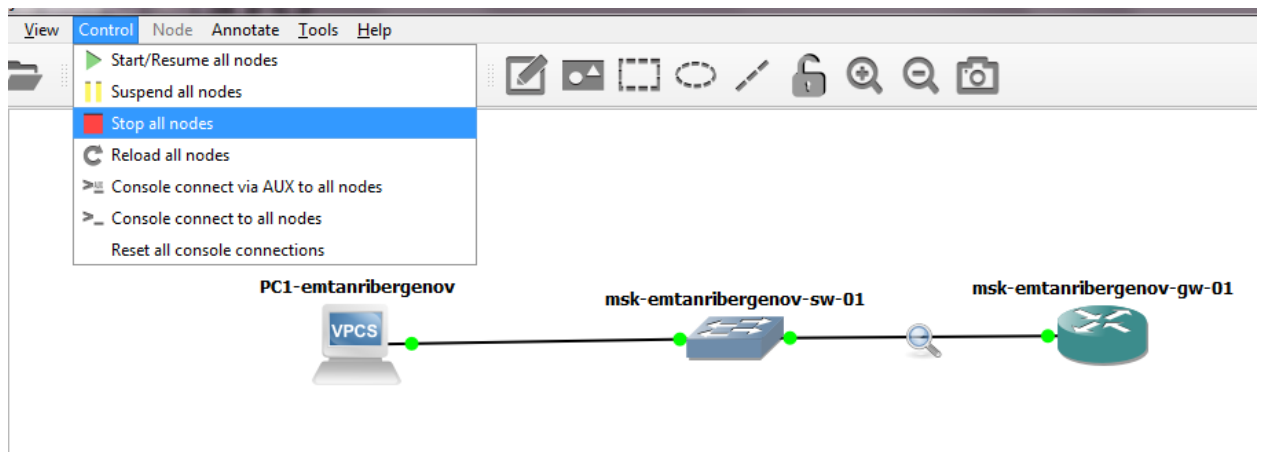 View Control Node Annotate Tools Help
Start/Resume all nodes
Suspend all nodes
Stop all nodes
Reload all nodes
Console connect via AUX to all nodes
Console connect to all nodes
Reset all console connections
PC1-emtanribergenov
msk-emtanribergenov-sw-01
msk-emtanribergenov-gw-01
VPCS